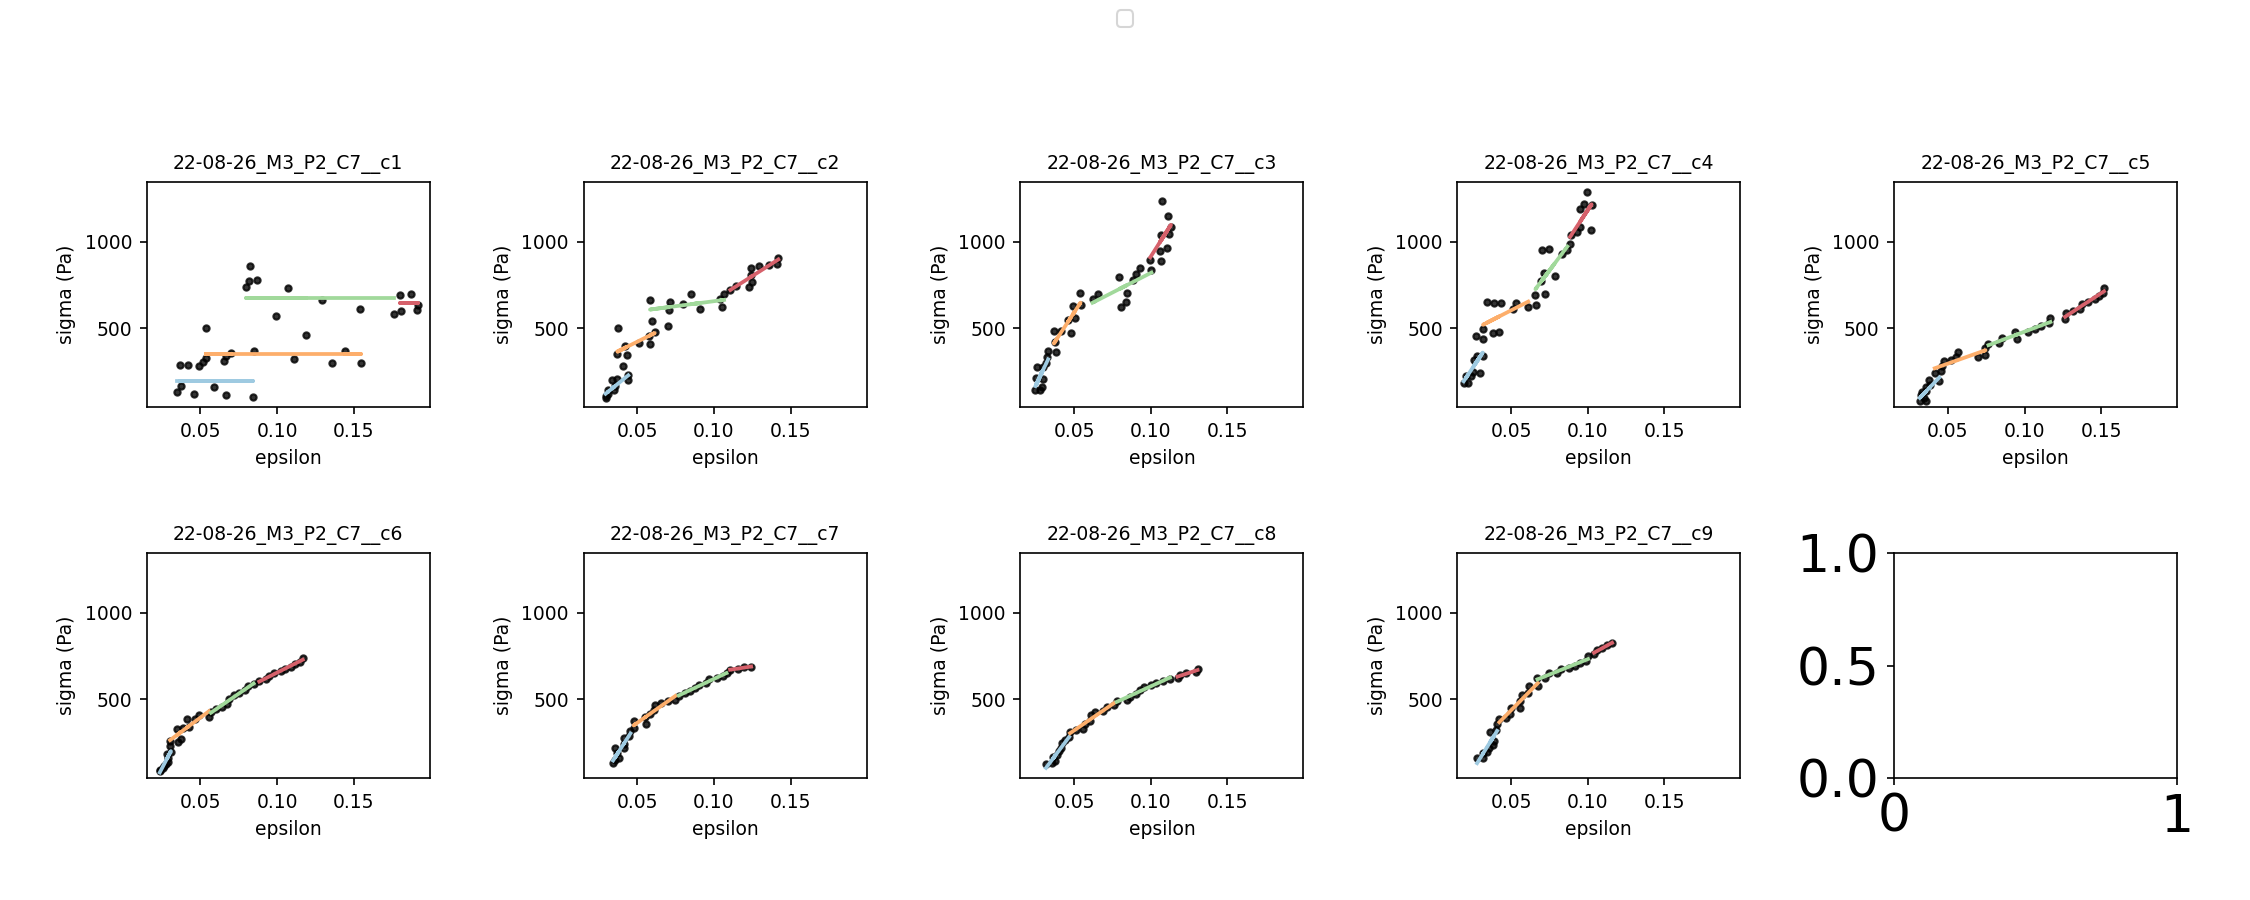 22-08-26_M3_P2_C7__c1
1000
500
sigma (Pa)
0.05 0.10 0.15
epsilon
22-08-26_M3_P2_C7__c2
1000
500
sigma (Pa)
0.05 0.10 0.15
epsilon
22-08-26_M3_P2_C7__c3
1000
500
sigma (Pa)
0.05 0.10 0.15
epsilon
22-08-26_M3_P2_C7__c4
1000
500
sigma (Pa)
0.05 0.10 0.15
epsilon
22-08-26_M3_P2_C7__c5
1000
500
sigma (Pa)
0.05 0.10 0.15
epsilon
22-08-26_M3_P2_C7__c6
1000
500
sigma (Pa)
0.05 0.10 0.15
epsilon
22-08-26_M3_P2_C7__c7
1000
500
sigma (Pa)
0.05 0.10 0.15
epsilon
22-08-26_M3_P2_C7__c8
1000
500
sigma (Pa)
0.05 0.10 0.15
epsilon
22-08-26_M3_P2_C7__c9
1000
500
sigma (Pa)
0.05 0.10 0.15
epsilon
1.0
0.5
0.0
0 1